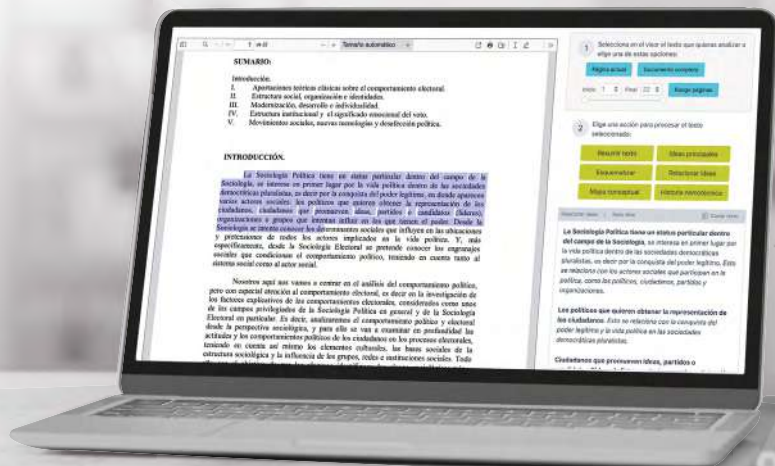 1 de 22
Tamaño automático
SUMARIO:
Introducción.
I. Aportaciones teóricas clásicas sobre el comportamiento electoral.
II. Estructura social, organización e identidades.
III. Modernización, desarrollo e individualidad.
IV. Estructura institucional y el significado emocional del voto.
V. Movimientos sociales, nuevas tecnologías y desafección política.
INTRODUCCIÓN.
La Sociología Política tiene un status particular dentro del campo de la
Sociología, se interesa en primer lugar por la vida política dentro de las sociedades
democráticas pluralistas, es decir por la conquista del poder legítimo, en donde aparecen
varios actores sociales: los políticos que quieren obtener la representación de los
ciudadanos, ciudadanos que promueven ideas, partidos o candidatos (líderes),
organizaciones o grupos que intentan influir en los que tienen el poder. Desde la
Sociología se intenta conocer los determinantes sociales que influyen en las ubicaciones
y pretensiones de todos los actores implicados en la vida política. Y, más
específicamente, desde la Sociología Electoral se pretende conocer los engranajes
sociales que condicionan el comportamiento político, teniendo en cuenta tanto al
sistema social como al actor social.
Nosotros aquí nos vamos a centrar en el análisis del comportamiento político,
pero con especial atención al comportamiento electoral, es decir en la investigación de
los factores explicativos de los comportamientos electorales, considerados como unos
de los campos privilegiados de la Sociología Política en general y de la Sociología
Electoral en particular. Es decir, analizaremos el comportamiento político y electoral
desde la perspectiva sociológica, y para ello se van a examinar en profundidad las
actitudes y los comportamientos políticos de los ciudadanos en los procesos electorales,
teniendo en cuenta así mismo los elementos culturales, las bases sociales de la
estructura sociológica y la influencia de los grupos, redes e instituciones sociales. Todo
1 Selecciona en el visor el texto que quieras analizar o
elige una de estas opciones:
Página actual Documento completo
Inicio 1 Final 22 Rango páginas
2 Elige una acción para procesar el texto
seleccionado:
Resumir texto Ideas principales
Esquematizar Relacionar ideas
Mapa conceptual Historia nemotécnica
La Sociología Política tiene un status particular dentro
del campo de la Sociología, se interesa en primer lugar por
la vida política dentro de las sociedades democráticas
pluralistas, es decir por la conquista del poder legítimo. Esto
se relaciona con los actores sociales que participan en la
política, como los políticos, ciudadanos, partidos y
organizaciones.
Los políticos que quieren obtener la representación de
los ciudadanos. Esto se relaciona con la conquista del
poder legítimo y la vida política en las sociedades
democráticas pluralistas.
Ciudadanos que promueven ideas, partidos o